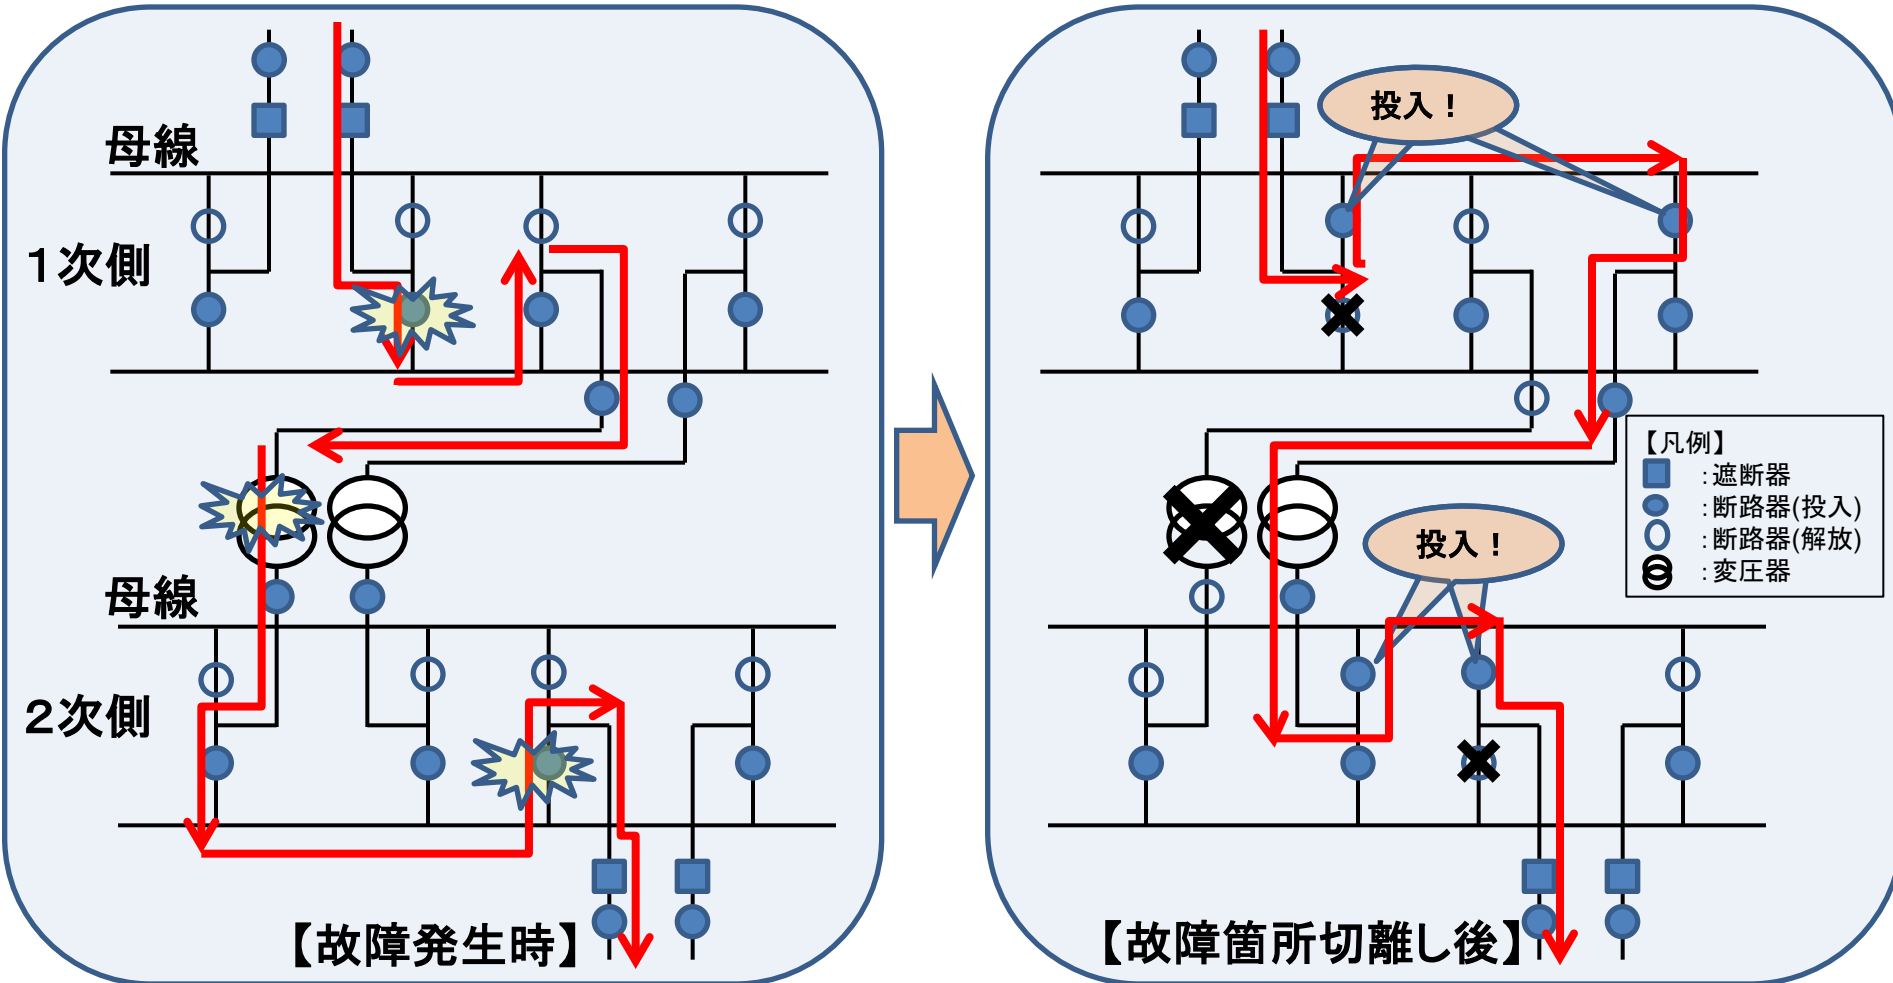 母線
1次側
母線
2次側
【故障発生時】
投入!
投入!
【凡例】
:遮断器
:断路器(投入)
:断路器(解放)
:変圧器
【故障箇所切離し後】